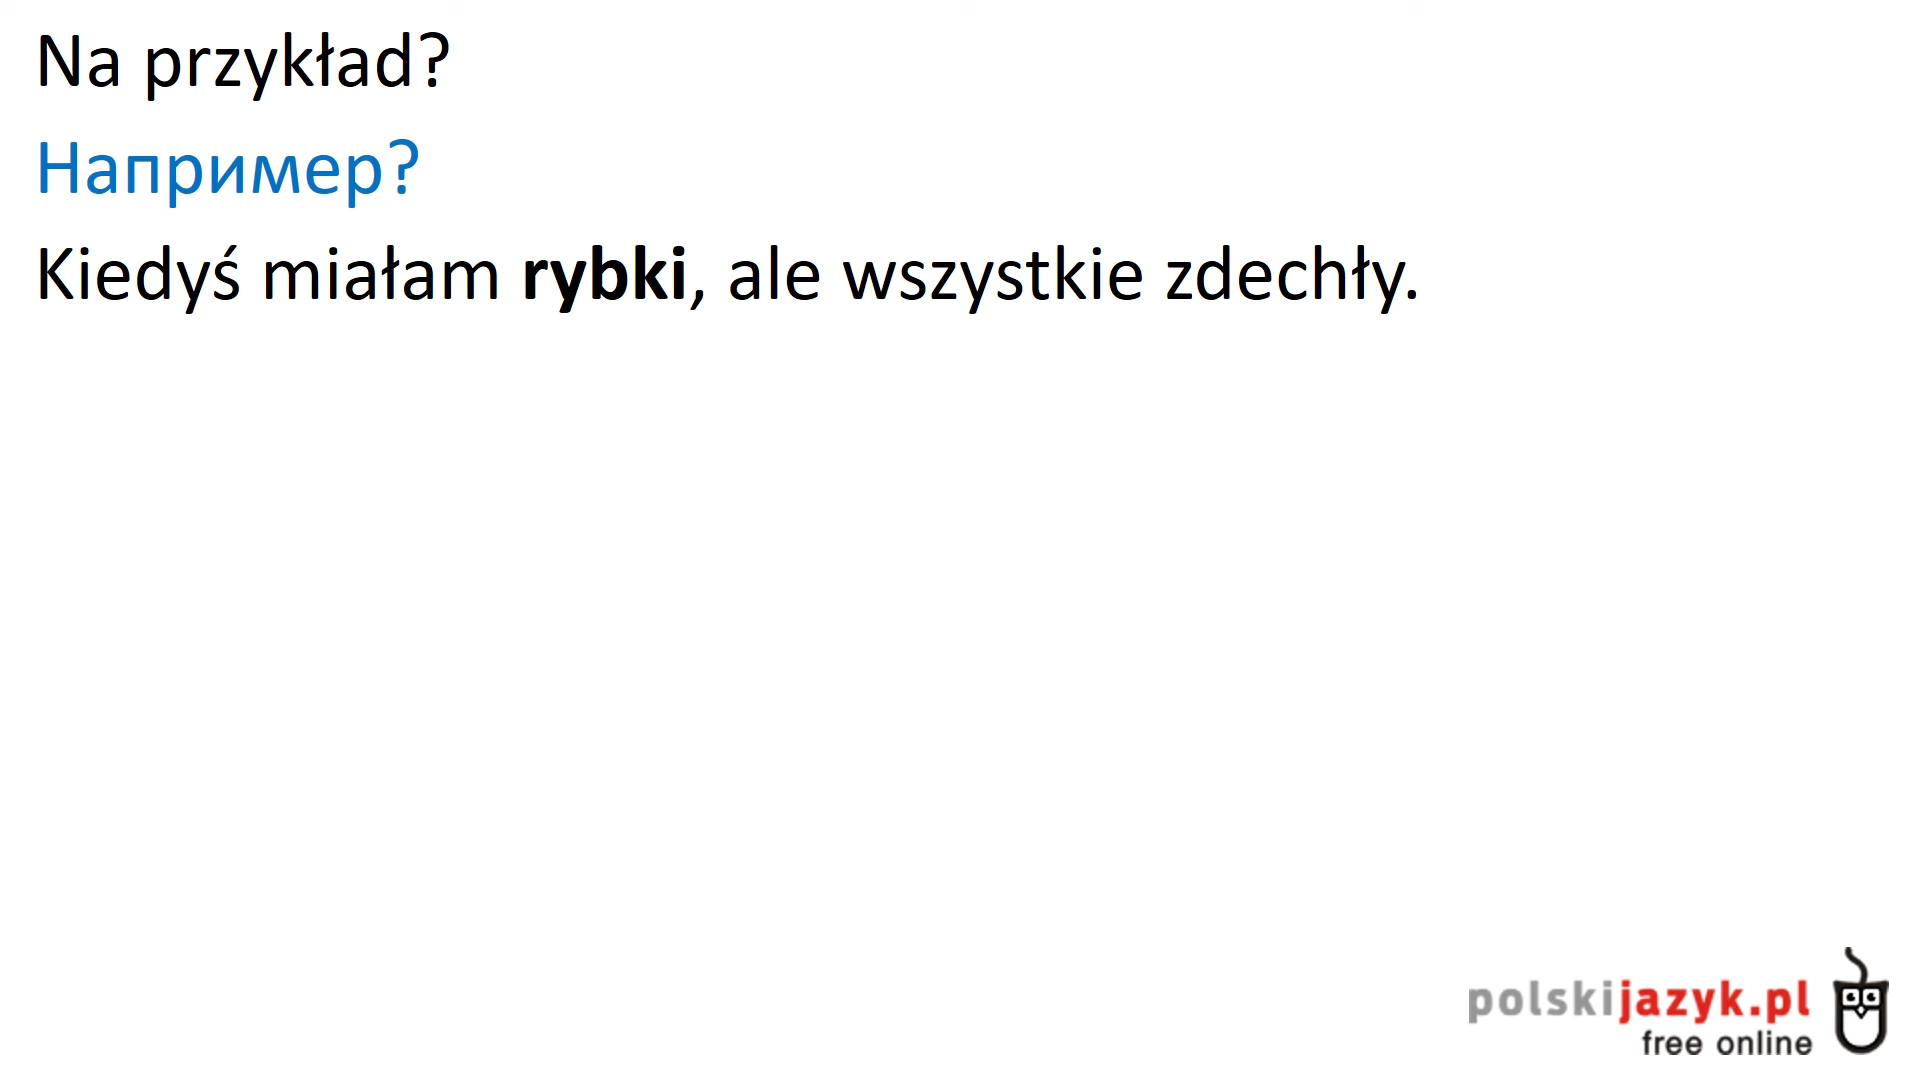 Na przykład?
Например?
Kiedyś miałam rybki, ale wszystkie zdechły.
polskijazyk.pl
free online